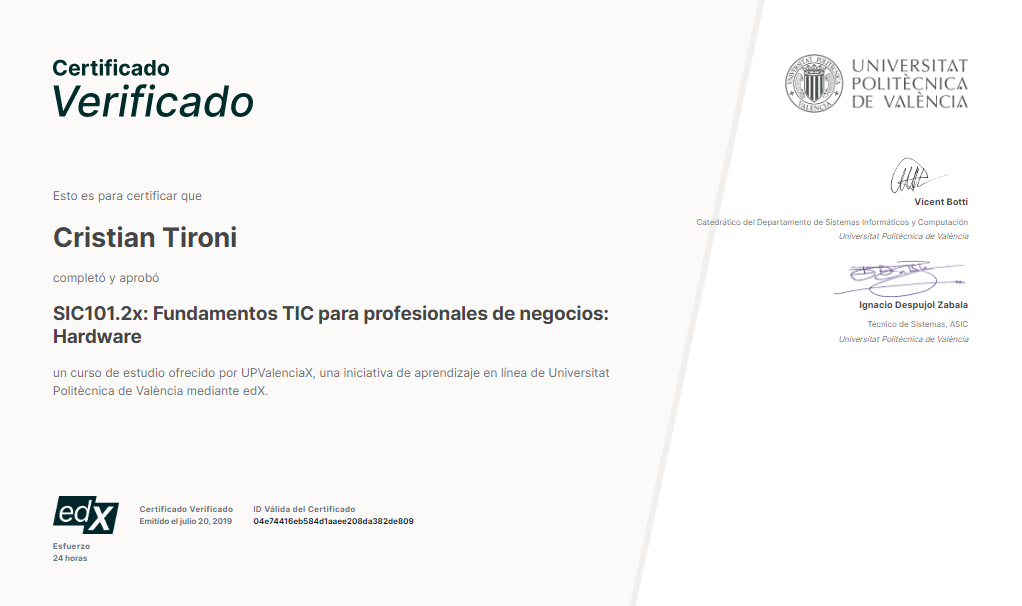 Certificado
Verificado
Esto es para certificar que
Cristian Tironi
completó y aprobó
SIC101.2x: Fundamentos TIC para profesionales de negocios:
Hardware
un curso de estudio ofrecido por UPValenciaX, una iniciativa de aprendizaje en línea de Universitat
Politècnica de València mediante edX.
edX
Certificado Verificado
Emitido el julio 20, 2019
ID Válida del Certificado
04e74416eb584d1aaee208da382de809
Esfuerzo
24 horas
UNIVERSITAT
POLITÈCNICA
DE VALÈNCIA
Vicent Botti
Catedrático del Departamento de Sistemas Informáticos y Computación
Universitat Politècnica de València
Ignacio Despujol Zabala
Técnico de Sistemas, ASIC
Universitat Politècnica de València